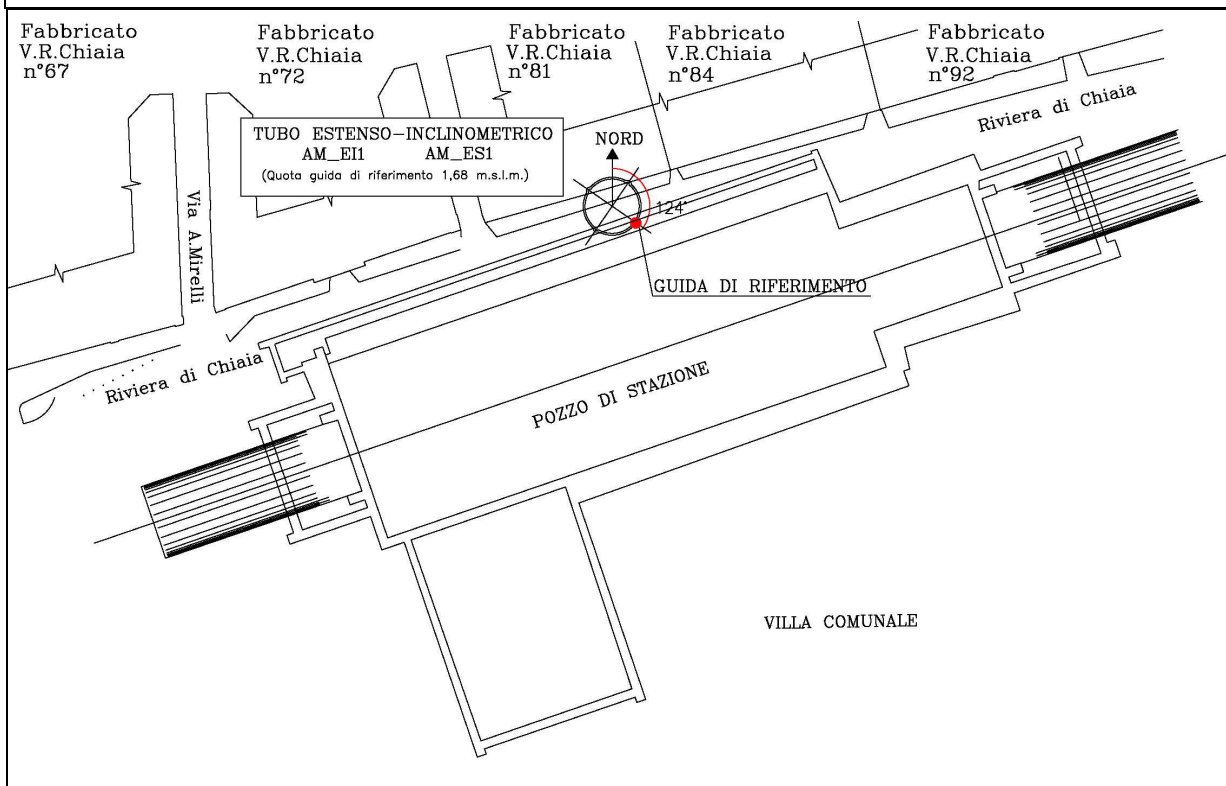 Fabbricato
V.R.Chiaia
n°67
Fabbricato
V.R.Chiaia
n°72
Fabbricato
V.R.Chiaia
n°81
Fabbricato
V.R.Chiaia
n°84
Fabbricato
V.R.Chiaia
n°92
Riviera di Chiaia
TUBO ESTENSO-INCLINOMETRICO
AM_EI1 AM_ES1
(Quota guida di riferimento 1,68 m.s.l.m.)
NORD
124°
Via A.Mirelli
GUIDA DI RIFERIMENTO
Riviera di Chiaia
POZZO DI STAZIONE
VILLA COMUNALE